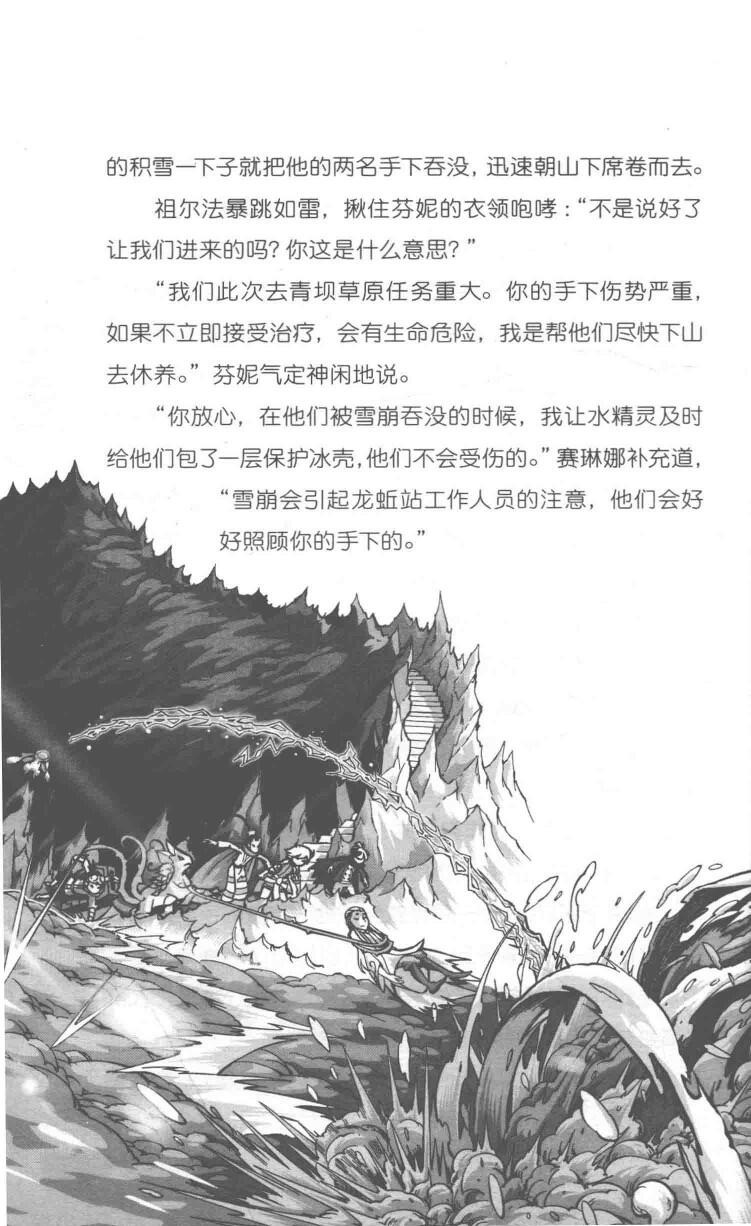 的积雪一下子就把他的两名手下吞没，迅速朝山下席卷而去。
祖尔法暴跳如雷，揪住芬妮的衣领咆哮：“不是说好了
让我们进来的吗？你这是什么意思？”
“我们此次去青坝草原任务重大。你的手下伤势严重，
如果不立即接受治疗，会有生命危险，我是帮他们尽快下山
去休养。”芬妮气定神闲地说。
“你放心，在他们被雪崩吞没的时候，我让水精灵及时
给他们包了一层保护冰壳，他们不会受伤的。”赛琳娜补充道，
“雪崩会引起龙蚯站工作人员的注意，他们会好
好照顾你的手下的。”